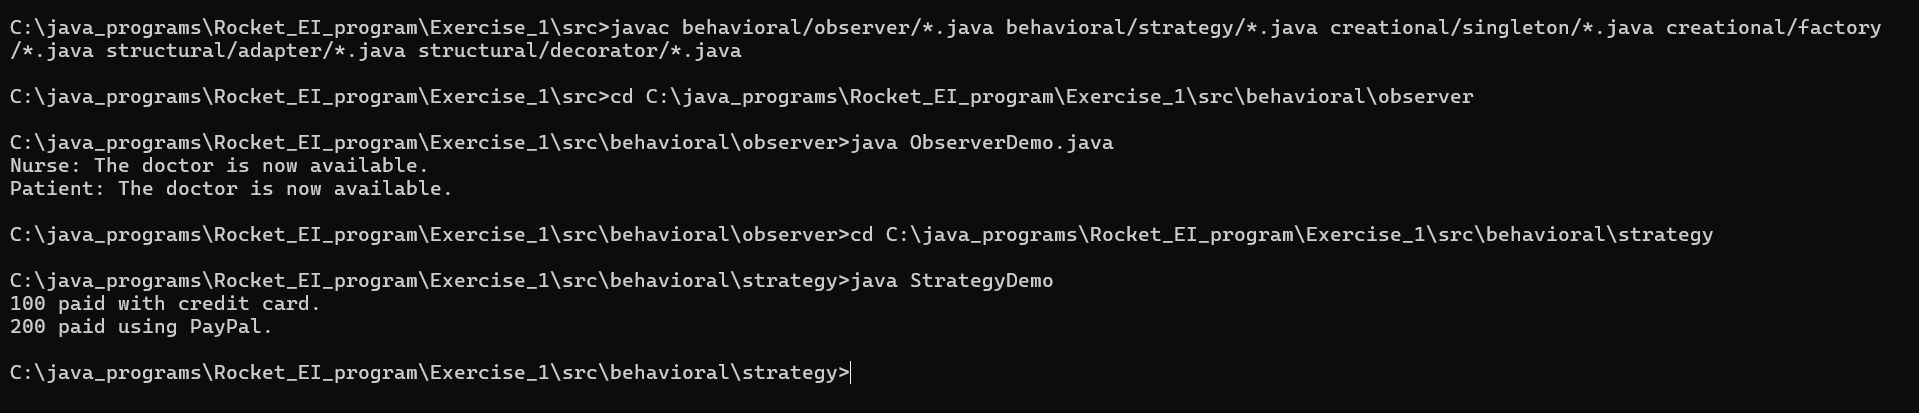 C:\java_programs\Rocket_EI_program\Exercise_1\src>javac behavioral/observer/*.java behavioral/strategy/*.java creational/singleton/*.java creational/factory
/*.java structural/adapter/*.java structural/decorator/*.java
C:\java_programs\Rocket_EI_program\Exercise_1\src>cd C:\java_programs\Rocket_EI_program\Exercise_1\src\behavioral\observer
C:\java_programs\Rocket_EI_program\Exercise_1\src\behavioral\observer>java ObserverDemo.java
Nurse: The doctor is now available.
Patient: The doctor is now available.
C:\java_programs\Rocket_EI_program\Exercise_1\src\behavioral\observer>cd C:\java_programs\Rocket_EI_program\Exercise_1\src\behavioral\strategy
C:\java_programs\Rocket_EI_program\Exercise_1\src\behavioral\strategy>java StrategyDemo
100 paid with credit card.
200 paid using PayPal.
C:\java_programs\Rocket_EI_program\Exercise_1\src\behavioral\strategy>